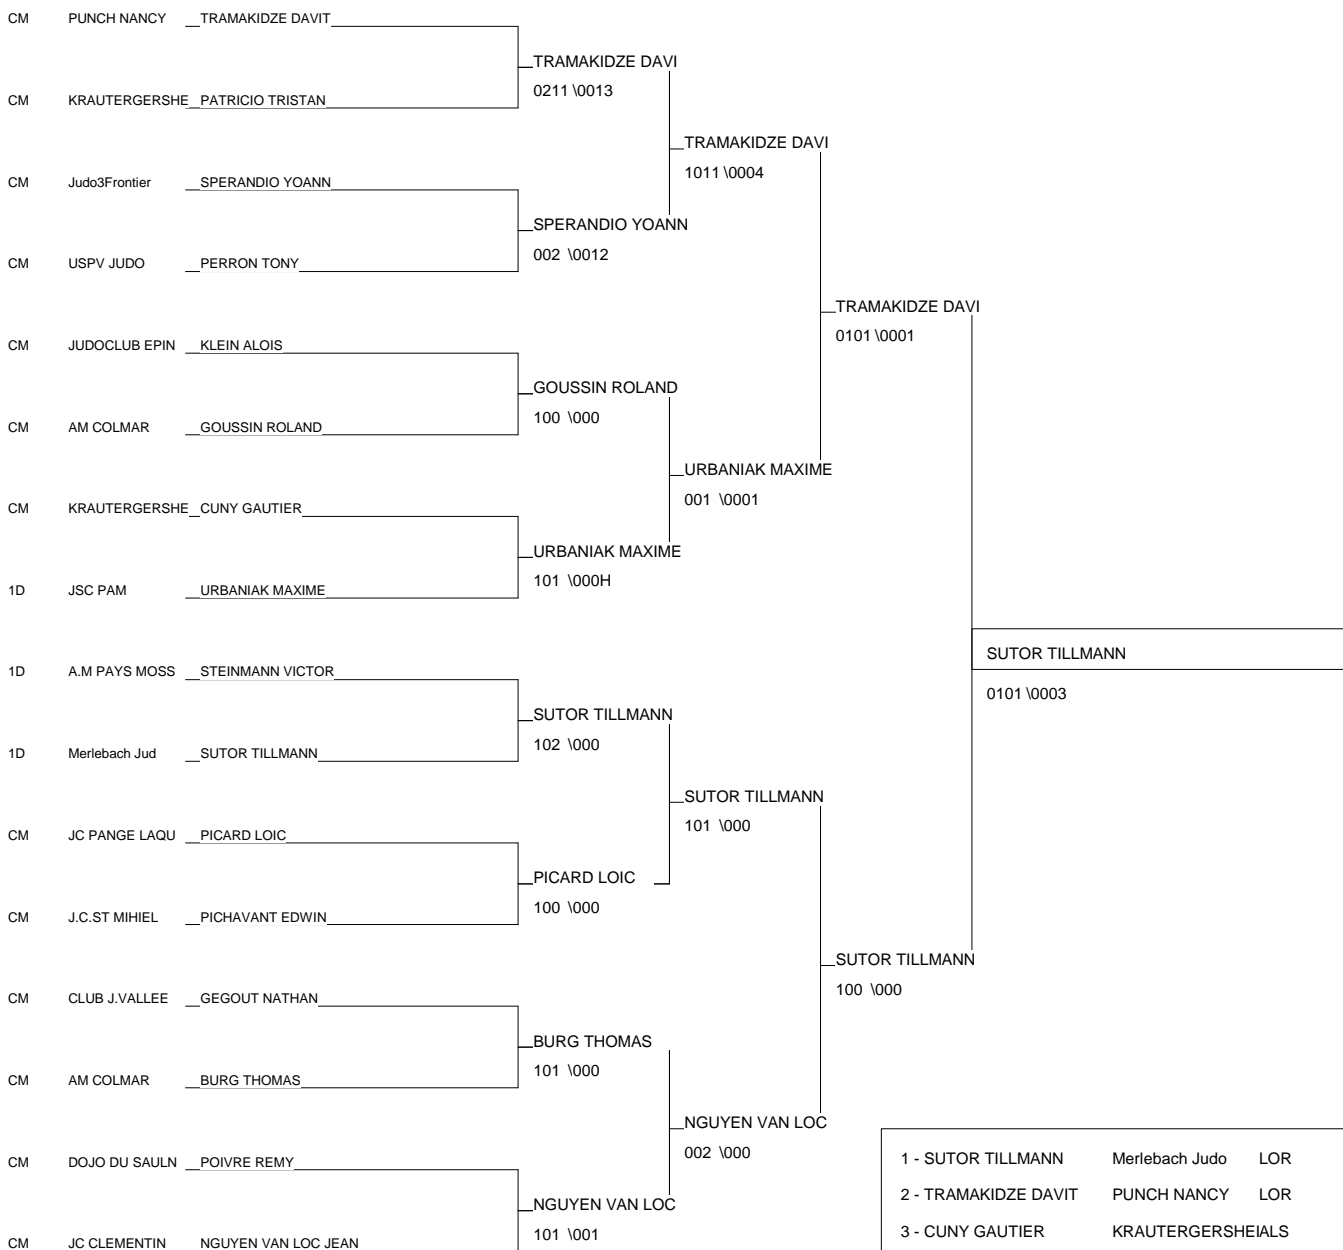 CM PUNCH NANCY TRAMAKIDZE DAVIT
TRAMAKIDZE DAVI
0211 \0013
CM KRAUTERGERSHE PATRICIO TRISTAN
TRAMAKIDZE DAVI
1011 \0004
CM Judo3Frontier SPERANDIO YOANN
SPERANDIO YOANN
002 \0012
CM USPV JUDO PERRON TONY
TRAMAKIDZE DAVI
0101 \0001
CM JUDOCLUB EPIN KLEIN ALOIS
GOUSSIN ROLAND
100 \000
CM AM COLMAR GOUSSIN ROLAND
URBANIAK MAXIME
001 \0001
CM KRAUTERGERSHE CUNY GAUTIER
URBANIAK MAXIME
101 \000H
1D JSC PAM URBANIAK MAXIME
SUTOR TILLMANN
0101 \0003
1D A.M PAYS MOSS STEINMANN VICTOR
SUTOR TILLMANN
102 \000
1D Merlebach Jud SUTOR TILLMANN
SUTOR TILLMANN
101 \000
CM JC PANGE LAQU PICARD LOIC
PICARD LOIC
100 \000
CM J.C.ST MIHIEL PICHAVANT EDWIN
SUTOR TILLMANN
100 \000
CM CLUB J.VALLEE GEGOUT NATHAN
BURG THOMAS
101 \000
CM AM COLMAR BURG THOMAS
NGUYEN VAN LOC
002 \000
CM DOJO DU SAULN POIVRE REMY
NGUYEN VAN LOC
101 \001
CM JC CLEMENTIN NGUYEN VAN LOC JEAN
1 - SUTOR TILLMANN Merlebach Judo LOR
2 - TRAMAKIDZE DAVIT PUNCH NANCY LOR
3 - CUNY GAUTIER KRAUTERGERSHEIALS